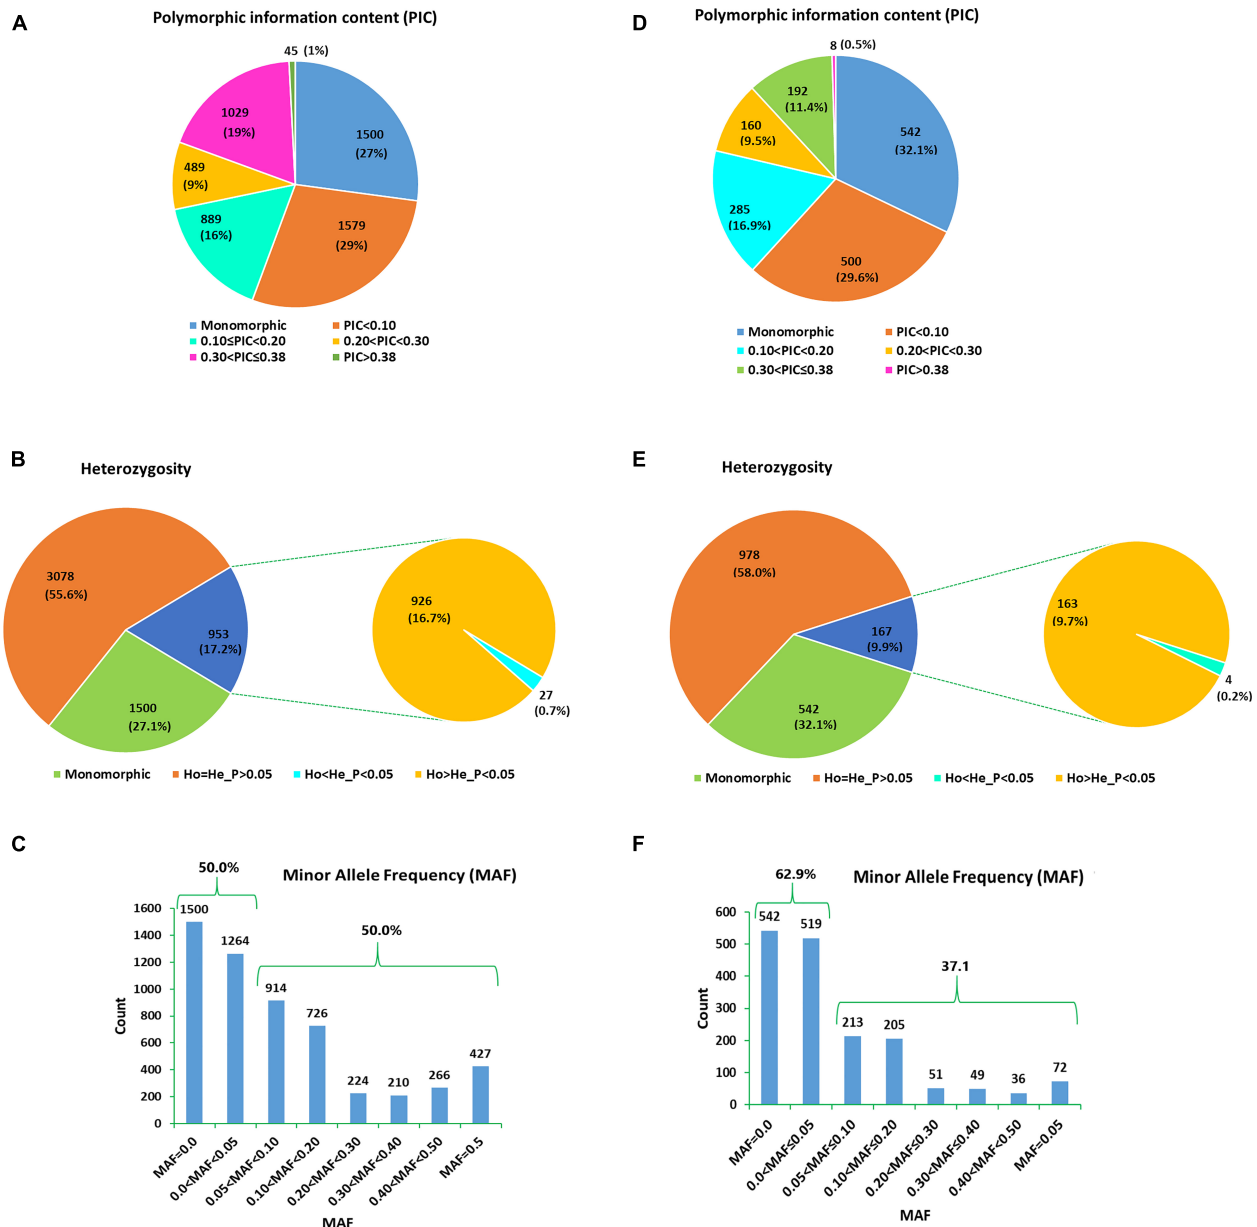 A
Polymorphic information content (PIC)
45 (1%)
1029
(19%)
1500
(27%)
489
(9%)
889
(16%)
1579
(29%)
Monomorphic
PIC<0.10
0.10≤PIC<0.20
0.20<PIC<0.30
0.30<PIC≤0.38
PIC>0.38
D
Polymorphic information content (PIC)
8 (0.5%)
192
(11.4%)
160
(9.5%)
542
(32.1%)
285
(16.9%)
500
(29.6%)
Monomorphic
PIC<0.10
0.10<PIC<0.20
0.20<PIC<0.30
0.30<PIC≤0.38
PIC>0.38
B
Heterozygosity
3078
(55.6%)
953
(17.2%)
1500
(27.1%)
926
(16.7%)
27
(0.7%)
Monomorphic
Ho=He_P>0.05
Ho<He_P<0.05
Ho>He_P<0.05
E
Heterozygosity
978
(58.0%)
167
(9.9%)
542
(32.1%)
163
(9.7%)
4
(0.2%)
Monomorphic
Ho=He_P>0.05
Ho<He_P<0.05
Ho>He_P<0.05
C
Minor Allele Frequency (MAF)
50.0%
50.0%
Count
1600
1400
1200
1000
800
600
400
200
0
1500
1264
914
726
224
210
266
427
MAF=0.0
0.0<MAF<0.05
0.05<MAF<0.10
0.10<MAF<0.20
0.20<MAF<0.30
0.30<MAF<0.40
0.40<MAF<0.50
MAF=0.5
MAF
F
Minor Allele Frequency (MAF)
62.9%
37.1
Count
600
500
400
300
200
100
0
542
519
213
205
51
49
36
72
MAF=0.0
0.0<MAF≤0.05
0.05<MAF≤0.10
0.10<MAF≤0.20
0.20<MAF≤0.30
0.30<MAF≤0.40
0.40<MAF<0.50
MAF=0.05
MAF